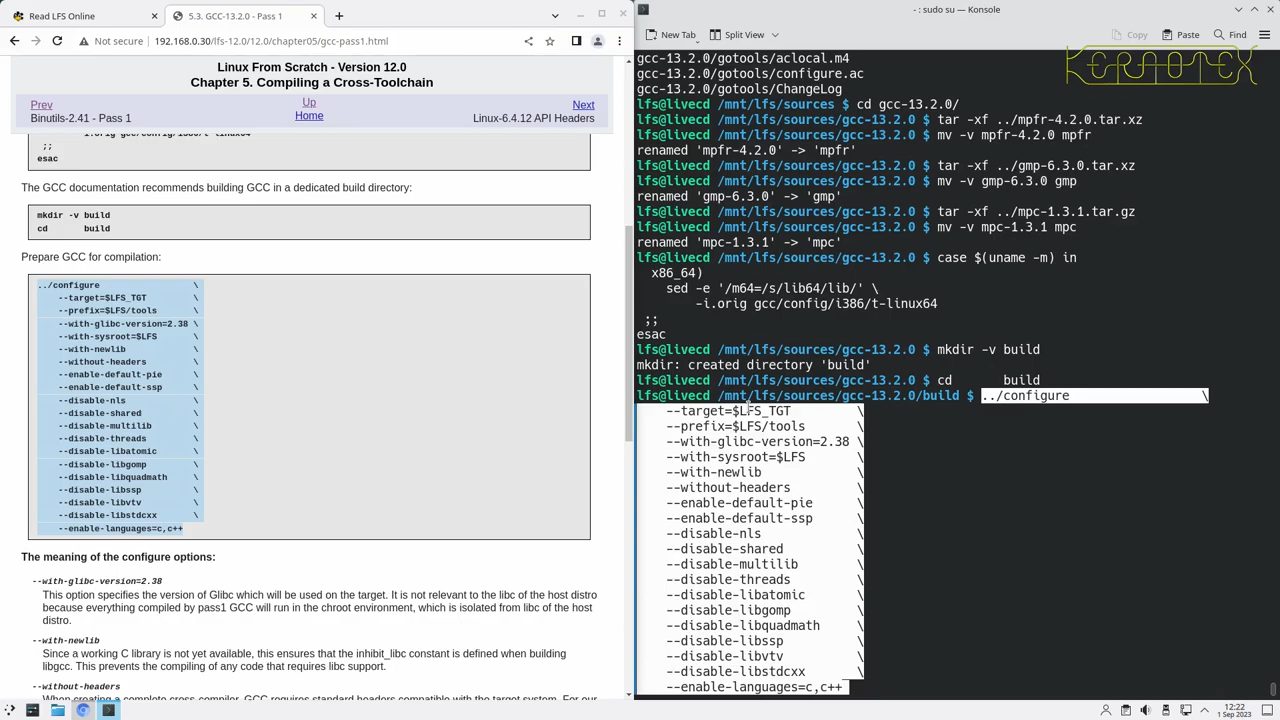 Read LFS Online
5.3. GCC-13.2.0 - Pass 1
Not secure
192.168.0.30/lfs-12.0/12.0/chapter05/gcc-pass1.html
Linux From Scratch - Version 12.0
Chapter 5. Compiling a Cross-Toolchain
Prev
Up
Next
Binutils-2.41 - Pass 1
Home
Linux-6.4.12 API Headers
-i.orig gcc/config/i386/t-linux64
;;
esac
The GCC documentation recommends building GCC in a dedicated build directory:
mkdir -v build
cd       build
Prepare GCC for compilation:
../configure                  \
--target=$LFS_TGT         \
--prefix=$LFS/tools       \
--with-glibc-version=2.38 \
--with-sysroot=$LFS       \
--with-newlib             \
--without-headers         \
--enable-default-pie      \
--enable-default-ssp      \
--disable-nls             \
--disable-shared          \
--disable-multilib        \
--disable-threads         \
--disable-libatomic       \
--disable-libgomp         \
--disable-libquadmath     \
--disable-libssp          \
--disable-libvtv          \
--disable-libstdcxx       \
--enable-languages=c,c++
The meaning of the configure options:
--with-glibc-version=2.38
This option specifies the version of Glibc which will be used on the target. It is not relevant to the libc of the host distro
because everything compiled by pass1 GCC will run in the chroot environment, which is isolated from libc of the host
distro.
--with-newlib
Since a working C library is not yet available, this ensures that the inhibit_libc constant is defined when building
libgcc. This prevents the compiling of any code that requires libc support.
--without-headers
When creating a complete cross-compiler, GCC requires standard headers compatible with the target system. For our
- : sudo su — Konsole
New Tab
Split View
Copy
Paste
Find
KERNOTEX
gcc-13.2.0/gotools/aclocal.m4
gcc-13.2.0/gotools/configure.ac
gcc-13.2.0/gotools/ChangeLog
lfs@livecd /mnt/lfs/sources $ cd gcc-13.2.0/
lfs@livecd /mnt/lfs/sources/gcc-13.2.0 $ tar -xf ../mpfr-4.2.0.tar.xz
lfs@livecd /mnt/lfs/sources/gcc-13.2.0 $ mv -v mpfr-4.2.0 mpfr
renamed 'mpfr-4.2.0' -> 'mpfr'
lfs@livecd /mnt/lfs/sources/gcc-13.2.0 $ tar -xf ../gmp-6.3.0.tar.xz
lfs@livecd /mnt/lfs/sources/gcc-13.2.0 $ mv -v gmp-6.3.0 gmp
renamed 'gmp-6.3.0' -> 'gmp'
lfs@livecd /mnt/lfs/sources/gcc-13.2.0 $ tar -xf ../mpc-1.3.1.tar.gz
lfs@livecd /mnt/lfs/sources/gcc-13.2.0 $ mv -v mpc-1.3.1 mpc
renamed 'mpc-1.3.1' -> 'mpc'
lfs@livecd /mnt/lfs/sources/gcc-13.2.0 $ case $(uname -m) in
x86_64)
sed -e '/m64=/s/lib64/lib/' \
-i.orig gcc/config/i386/t-linux64
;;
esac
lfs@livecd /mnt/lfs/sources/gcc-13.2.0 $ mkdir -v build
mkdir: created directory 'build'
lfs@livecd /mnt/lfs/sources/gcc-13.2.0 $ cd       build
lfs@livecd /mnt/lfs/sources/gcc-13.2.0/build $ ../configure                  \
--target=$LFS_TGT         \
--prefix=$LFS/tools       \
--with-glibc-version=2.38 \
--with-sysroot=$LFS       \
--with-newlib             \
--without-headers         \
--enable-default-pie      \
--enable-default-ssp      \
--disable-nls             \
--disable-shared          \
--disable-multilib        \
--disable-threads         \
--disable-libatomic       \
--disable-libgomp         \
--disable-libquadmath     \
--disable-libssp          \
--disable-libvtv          \
--disable-libstdcxx       \
--enable-languages=c,c++
12:22
1 Sep 2023